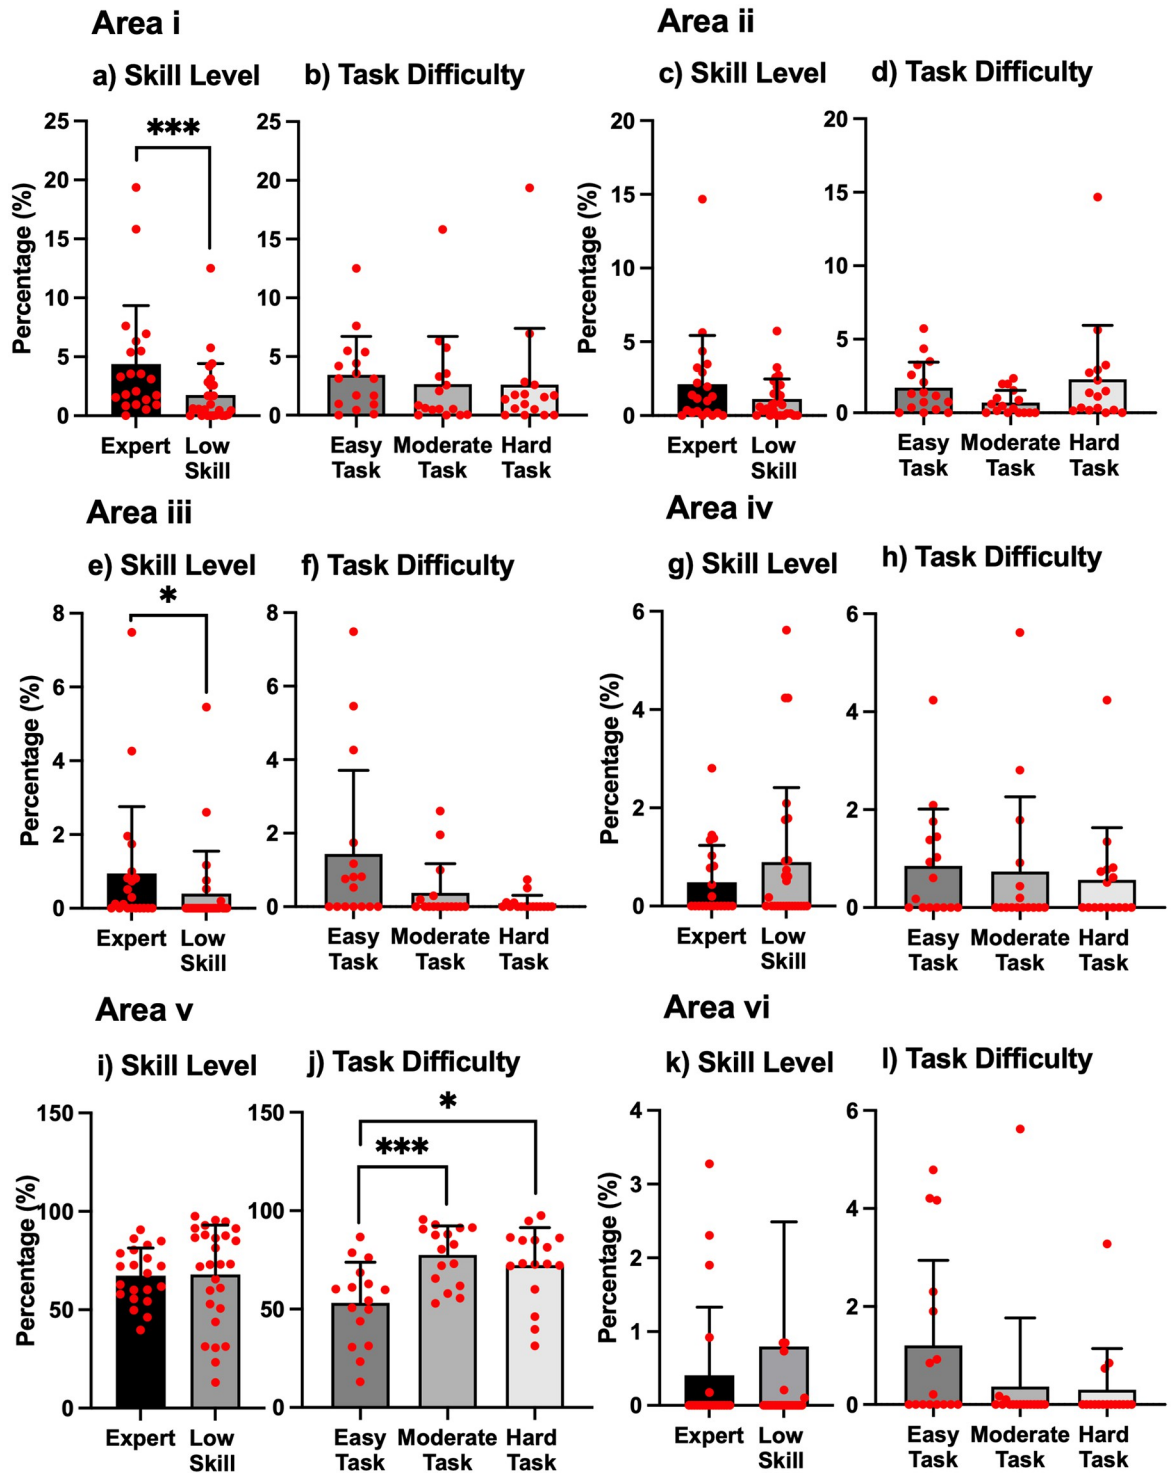 Area i
Area ii
a) Skill Level
b) Task Difficulty
c) Skill Level
d) Task Difficulty
Percentage (%)
25
20
15
10
5
0
***
Expert
Low
Skill
25
20
15
10
5
0
Easy
Task
Moderate
Task
Hard
Task
Percentage (%)
20
15
10
5
0
Expert
Low
Skill
20
15
10
5
0
Easy
Task
Moderate
Task
Hard
Task
Area iii
Area iv
e) Skill Level
f) Task Difficulty
g) Skill Level
h) Task Difficulty
Percentage (%)
8
6
4
2
0
*
Expert
Low
Skill
8
6
4
2
0
Easy
Task
Moderate
Task
Hard
Task
Percentage (%)
6
4
2
0
Expert
Low
Skill
6
4
2
0
Easy
Task
Moderate
Task
Hard
Task
Area v
Area vi
i) Skill Level
j) Task Difficulty
k) Skill Level
l) Task Difficulty
Percentage (%)
150
100
50
0
Expert
Low
Skill
150
100
50
0
*
***
Easy
Task
Moderate
Task
Hard
Task
Percentage (%)
4
3
2
1
0
Expert
Low
Skill
6
4
2
0
Easy
Task
Moderate
Task
Hard
Task